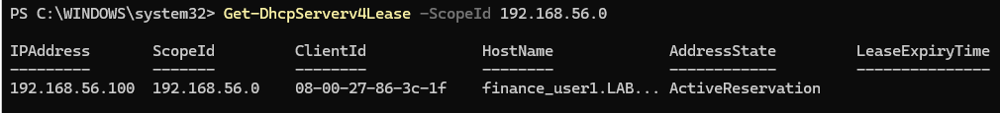 PS C:\WINDOWS\system32> Get-DhcpServerv4Lease -ScopeId 192.168.56.0
IPAddress ScopeId ClientId HostName AddressState LeaseExpiryTime
--------- ------- -------- -------- ------------ ---------------
192.168.56.100 192.168.56.0 08-00-27-86-3c-1f finance_user1.LAB... ActiveReservation